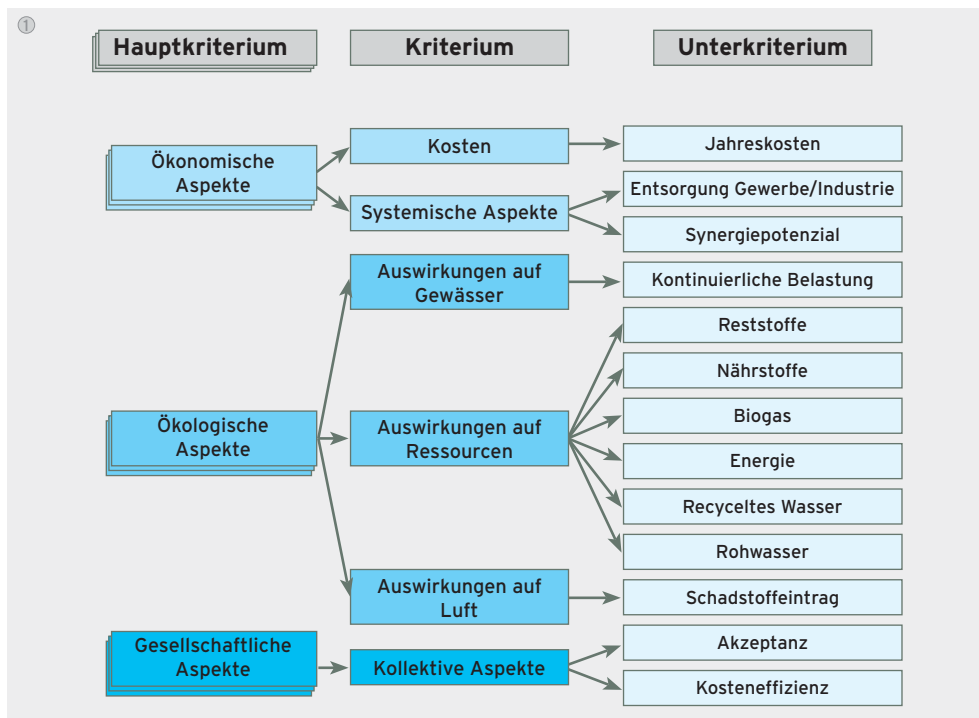 ①
Hauptkriterium
Kriterium
Unterkriterium
Ökonomische
Aspekte
Kosten
Jahreskosten
Systemische Aspekte
Entsorgung Gewerbe/Industrie
Synergiepotenzial
Ökologische
Aspekte
Auswirkungen auf
Gewässer
Kontinuierliche Belastung
Auswirkungen auf
Ressourcen
Reststoffe
Nährstoffe
Biogas
Energie
Recyceltes Wasser
Rohwasser
Auswirkungen auf
Luft
Schadstoffeintrag
Gesellschaftliche
Aspekte
Kollektive Aspekte
Akzeptanz
Kosteneffizienz